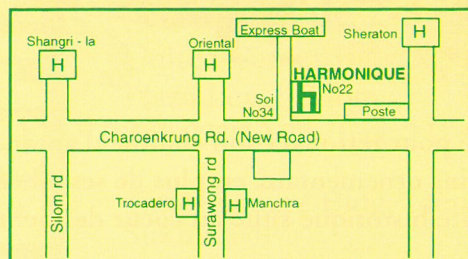 Express Boat
Shangri - la
Oriental
Sheraton
H
H
H
HARMONIQUE
h
No22
Soi
No34
Poste
Charoenkrung Rd. (New Road)
Silom rd
Surawong rd
Trocadero
H
H
Manchra